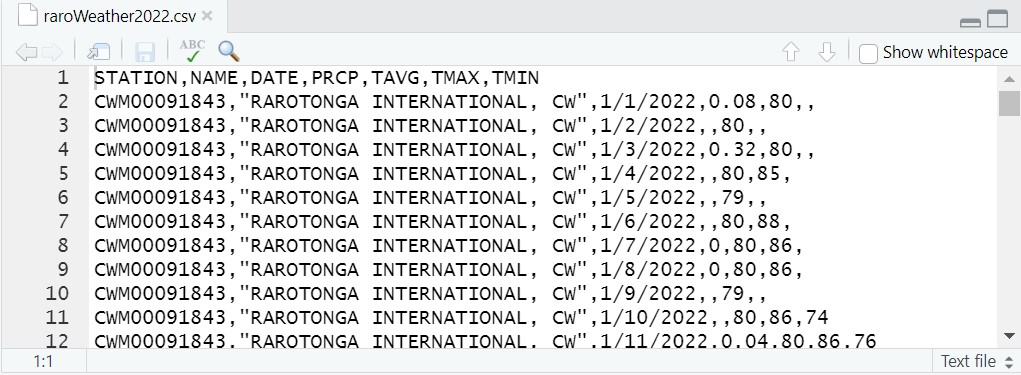 raroWeather2022.csv
ABC
Show whitespace
1 STATION,NAME,DATE,PRCP,TAVG,TMAX,TMIN
2 CWM00091843,"RAROTONGA INTERNATIONAL, CW",1/1/2022,0.08,80,,
3 CWM00091843,"RAROTONGA INTERNATIONAL, CW",1/2/2022,,80,,
4 CWM00091843,"RAROTONGA INTERNATIONAL, CW",1/3/2022,0.32,80,,
5 CWM00091843,"RAROTONGA INTERNATIONAL, CW",1/4/2022,,80,85,
6 CWM00091843,"RAROTONGA INTERNATIONAL, CW",1/5/2022,,79,,
7 CWM00091843,"RAROTONGA INTERNATIONAL, CW",1/6/2022,,80,88,
8 CWM00091843,"RAROTONGA INTERNATIONAL, CW",1/7/2022,0,80,86,
9 CWM00091843,"RAROTONGA INTERNATIONAL, CW",1/8/2022,0,80,86,
10 CWM00091843,"RAROTONGA INTERNATIONAL, CW",1/9/2022,,79,,
11 CWM00091843,"RAROTONGA INTERNATIONAL, CW",1/10/2022,,80,86,74
12 CWM00091843,"RAROTONGA INTERNATIONAL, CW",1/11/2022,0.04,80,86,76
1:1 Text file